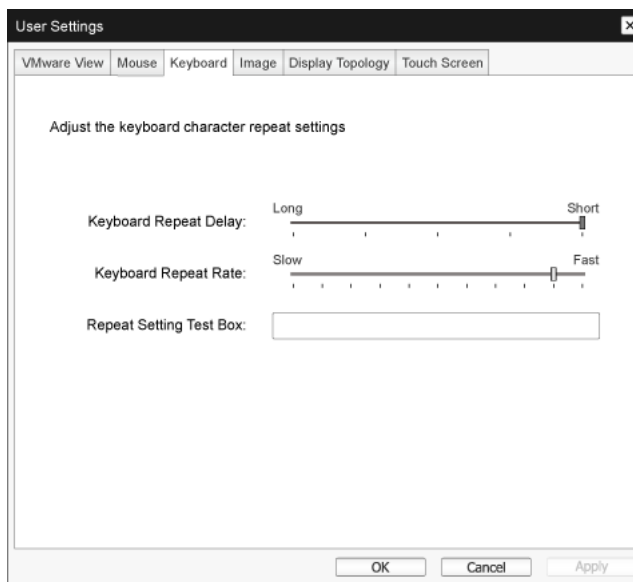 User Settings
VMware View Mouse Keyboard Image Display Topology Touch Screen
Adjust the keyboard character repeat settings
Long Short
Keyboard Repeat Delay:
Slow Fast
Keyboard Repeat Rate:
Repeat Setting Test Box:
OK Cancel Apply